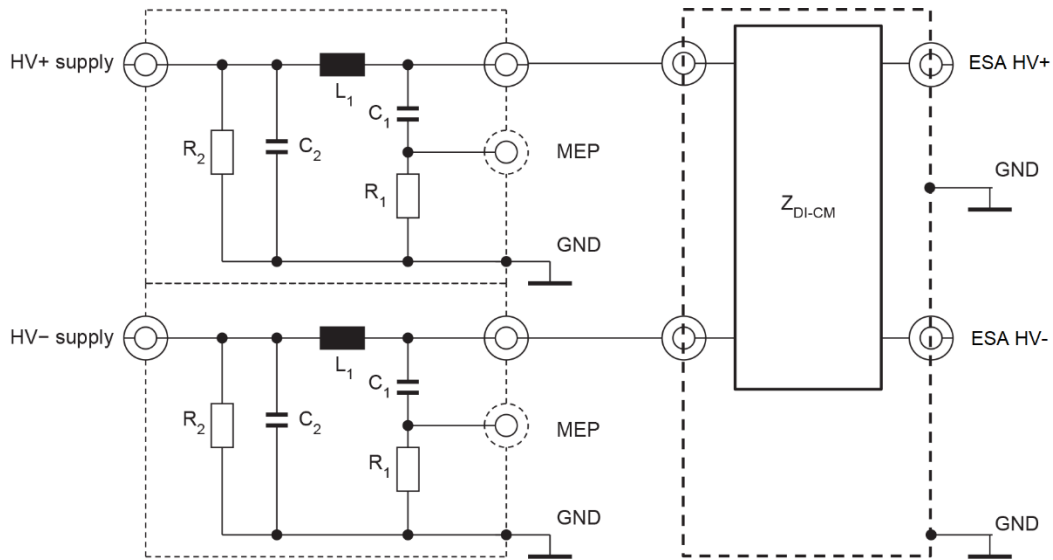 HV+ supply
L1
C1
R2
C2
R1
MEP
GND
ZDI-CM
ESA HV+
GND
HV− supply
L1
C1
R2
C2
R1
MEP
GND
ESA HV-
GND